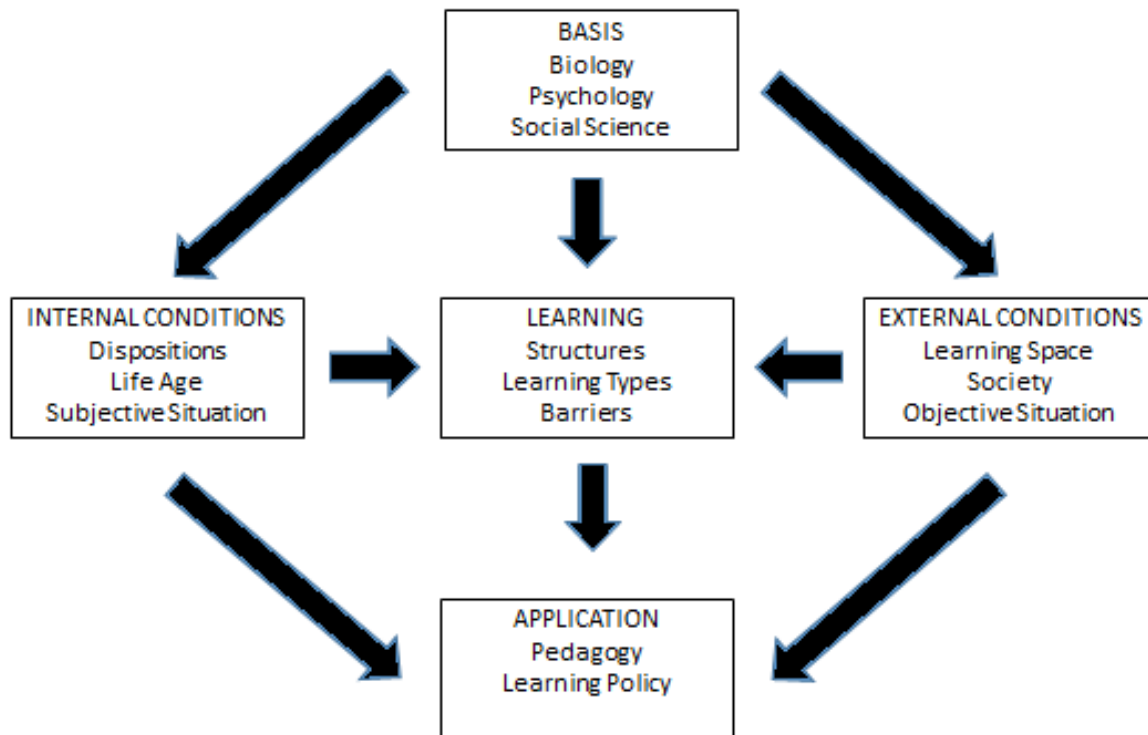 BASIS
Biology
Psychology
Social Science
INTERNAL CONDITIONS
Dispositions
Life Age
Subjective Situation
LEARNING
Structures
Learning Types
Barriers
EXTERNAL CONDITIONS
Learning Space
Society
Objective Situation
APPLICATION
Pedagogy
Learning Policy